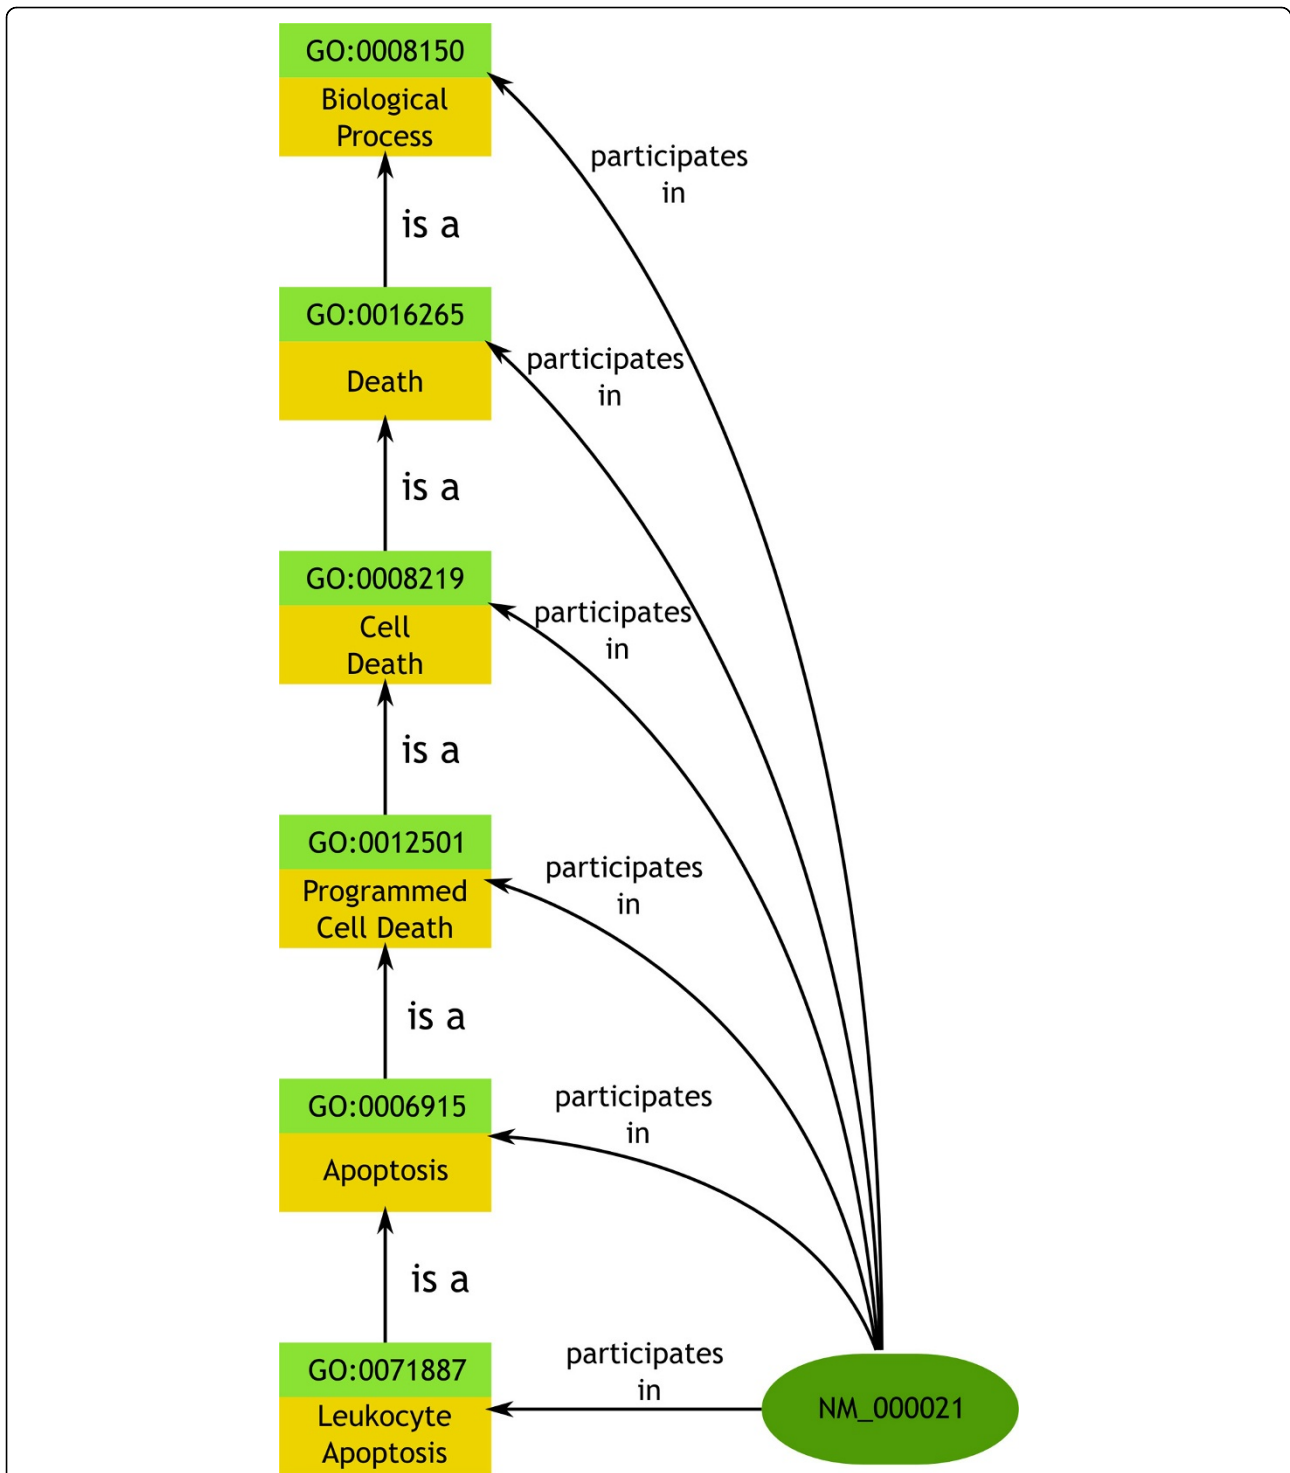 GO:0008150
Biological
Process
participates
in
is a
GO:0016265
Death
participates
in
is a
GO:0008219
Cell
Death
participates
in
is a
GO:0012501
Programmed
Cell Death
participates
in
is a
GO:0006915
Apoptosis
participates
in
is a
GO:0071887
Leukocyte
Apoptosis
participates
in
NM_000021